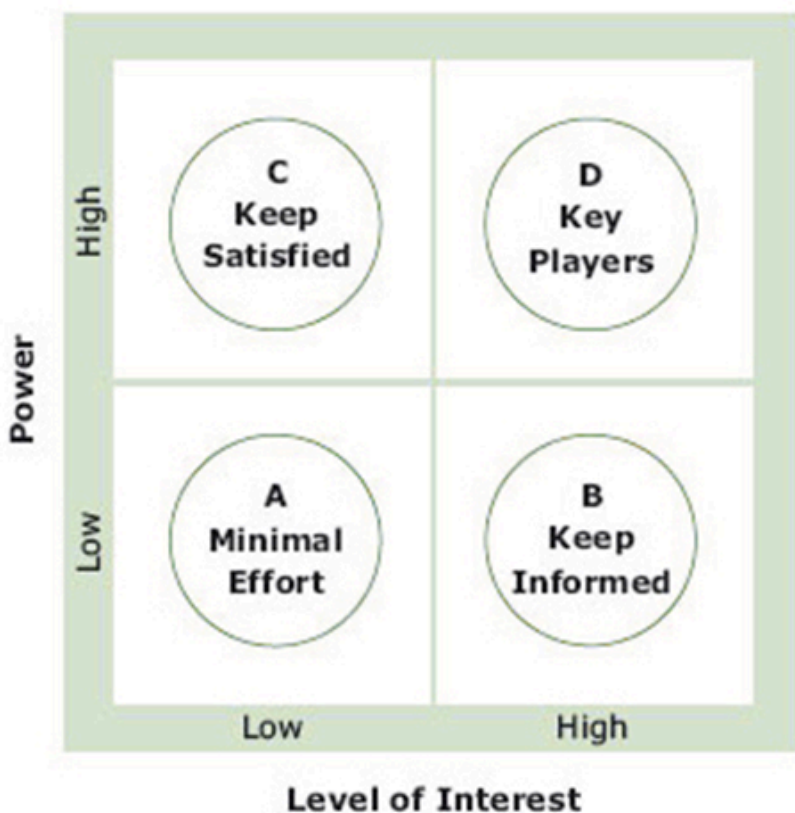 Power
High
C
Keep
Satisfied
D
Key
Players
Low
A
Minimal
Effort
B
Keep
Informed
Low
High
Level of Interest